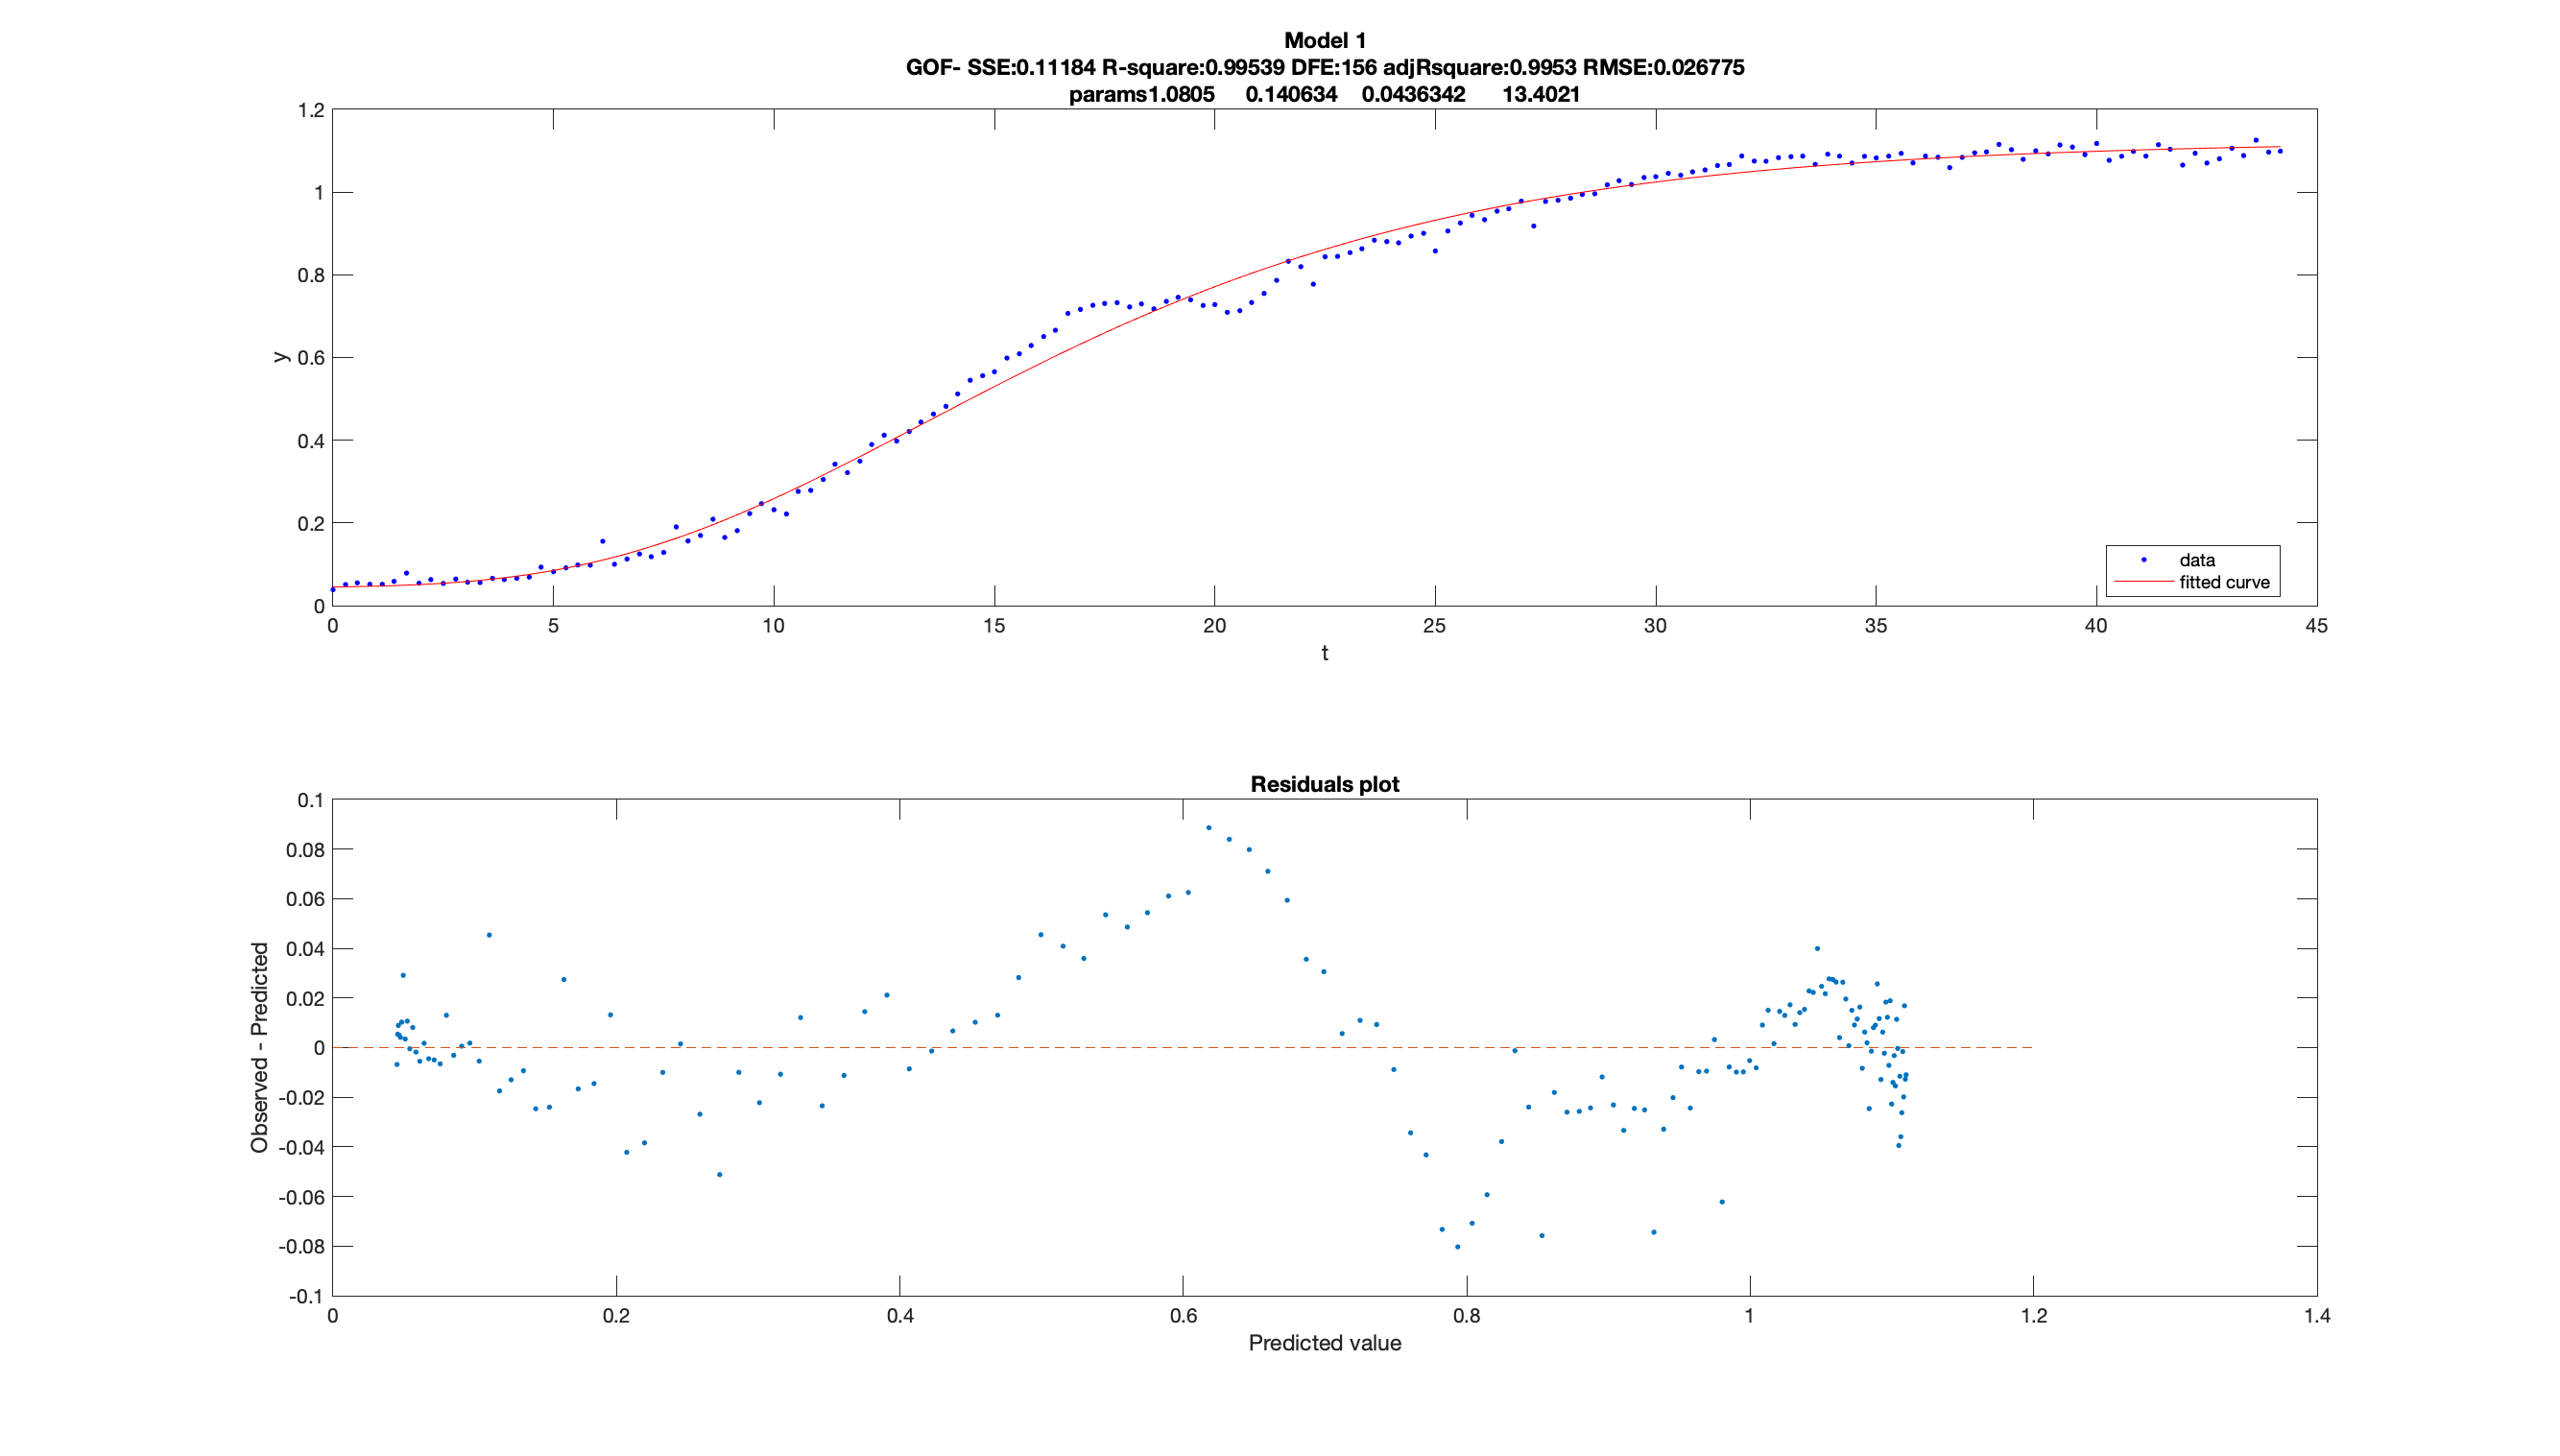 Model 1
GOF- SSE:0.11184 R-square:0.99539 DFE:156 adjRsquare:0.9953 RMSE:0.026775
params1.0805 0.140634 0.0436342 13.4021
1.2
1
0.8
0.6
0.4
0.2
0
y
0 5 10 15 20 25 30 35 40 45
t
data
fitted curve
Residuals plot
0.1
0.08
0.06
0.04
0.02
0
-0.02
-0.04
-0.06
-0.08
-0.1
Observed - Predicted
0 0.2 0.4 0.6 0.8 1 1.2 1.4
Predicted value